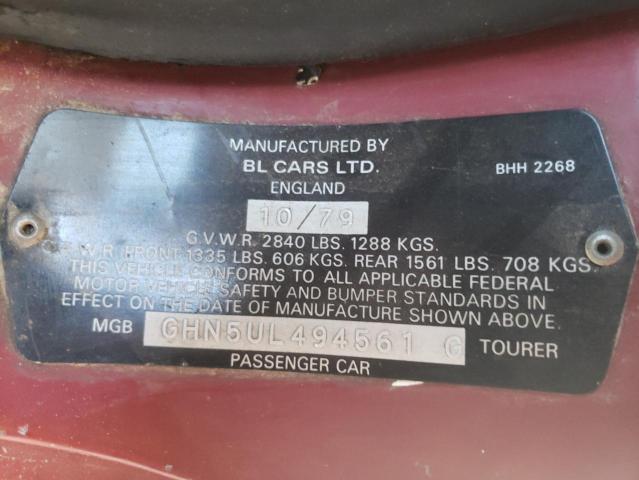 MANUFACTURED BY
BL CARS LTD.
BHH 2268
ENGLAND
10/79
G.V.W.R. 2840 LBS. 1288 KGS.
G.A.W.R. FRONT 1335 LBS. 606 KGS. REAR 1561 LBS. 708 KGS.
THIS VEHICLE CONFORMS TO ALL APPLICABLE FEDERAL
MOTOR VEHICLE SAFETY AND BUMPER STANDARDS IN
EFFECT ON THE DATE OF MANUFACTURE SHOWN ABOVE.
MGB GHN5UL494561 G TOURER
PASSENGER CAR